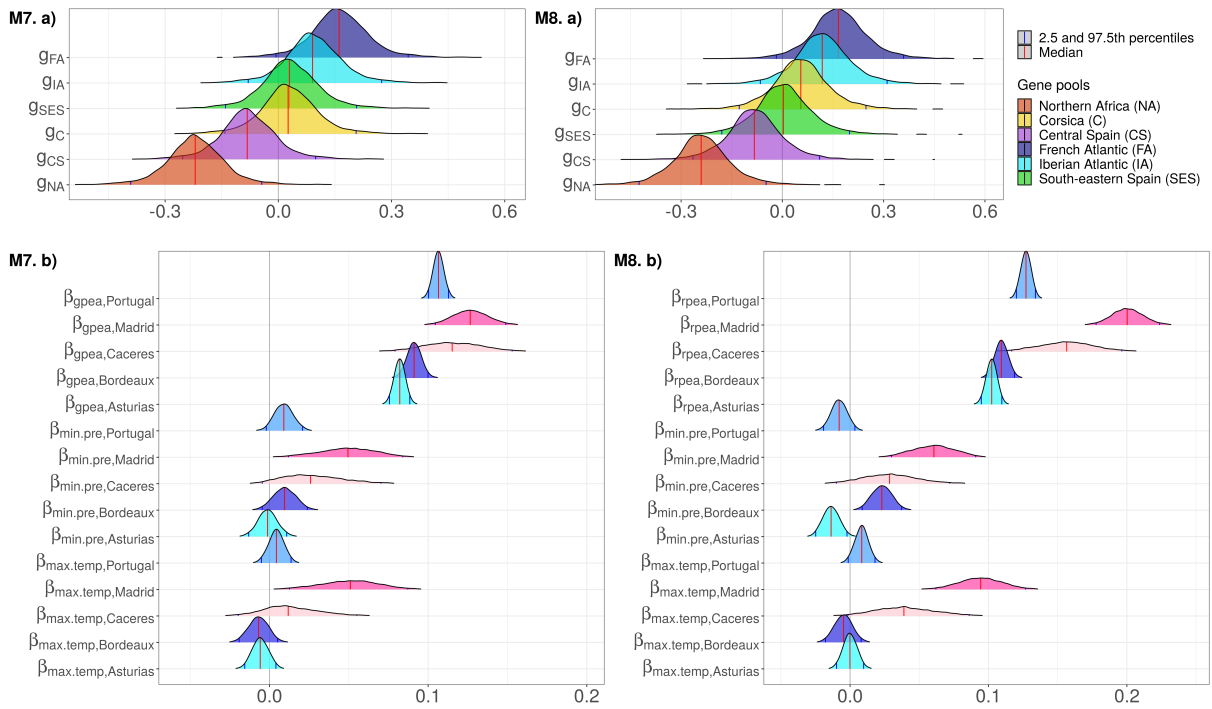 M7. a)
gFA
gIA
gSES
gC
gCS
gNA
-0.3 0.0 0.3 0.6
M8. a)
gFA
gIA
gC
gSES
gCS
gNA
-0.3 0.0 0.3 0.6
2.5 and 97.5th percentiles
Median
Gene pools
Northern Africa (NA)
Corsica (C)
Central Spain (CS)
French Atlantic (FA)
Iberian Atlantic (IA)
South-eastern Spain (SES)
M7. b)
βgpea,Portugal
βgpea,Madrid
βgpea,Caceres
βgpea,Bordeaux
βgpea,Asturias
βmin.pre,Portugal
βmin.pre,Madrid
βmin.pre,Caceres
βmin.pre,Bordeaux
βmin.pre,Asturias
βmax.temp,Portugal
βmax.temp,Madrid
βmax.temp,Caceres
βmax.temp,Bordeaux
βmax.temp,Asturias
0.0 0.1 0.2
M8. b)
βrpea,Portugal
βrpea,Madrid
βrpea,Caceres
βrpea,Bordeaux
βrpea,Asturias
βmin.pre,Portugal
βmin.pre,Madrid
βmin.pre,Caceres
βmin.pre,Bordeaux
βmin.pre,Asturias
βmax.temp,Portugal
βmax.temp,Madrid
βmax.temp,Caceres
βmax.temp,Bordeaux
βmax.temp,Asturias
0.0 0.1 0.2